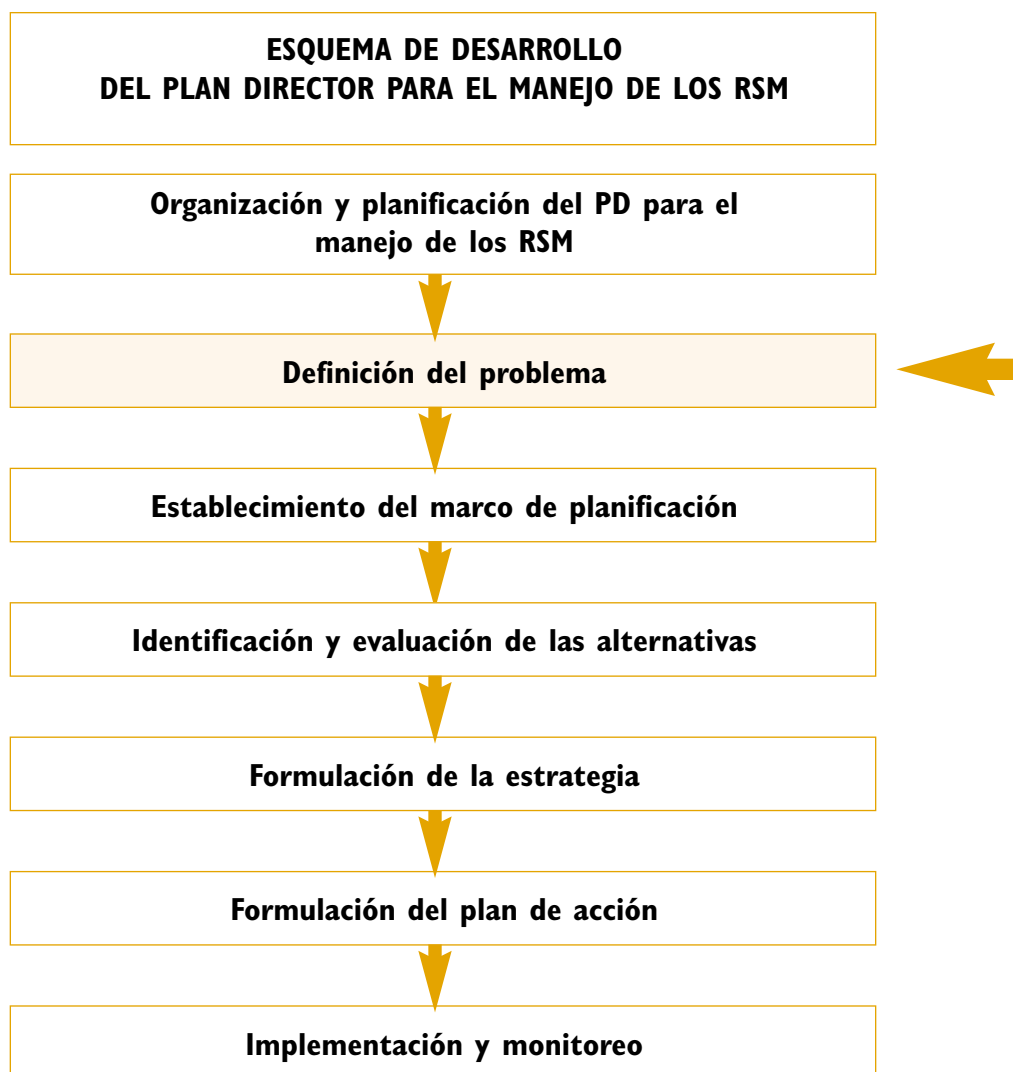 ESQUEMA DE DESARROLLO
DEL PLAN DIRECTOR PARA EL MANEJO DE LOS RSM
Organización y planificación del PD para el
manejo de los RSM
Definición del problema
Establecimiento del marco de planificación
Identificación y evaluación de las alternativas
Formulación de la estrategia
Formulación del plan de acción
Implementación y monitoreo